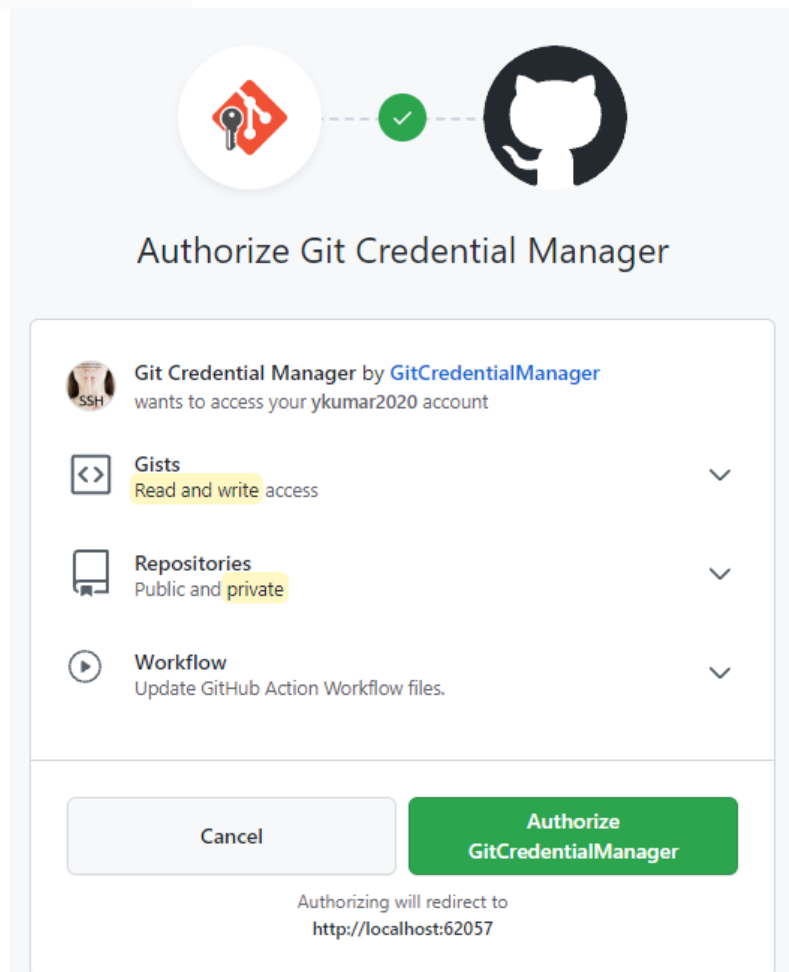 Authorize Git Credential Manager
SSH
Git Credential Manager by GitCredentialManager
wants to access your ykumar2020 account
Gists
Read and write access
Repositories
Public and private
Workflow
Update GitHub Action Workflow files.
Cancel
Authorize
GitCredentialManager
Authorizing will redirect to
http://localhost:62057